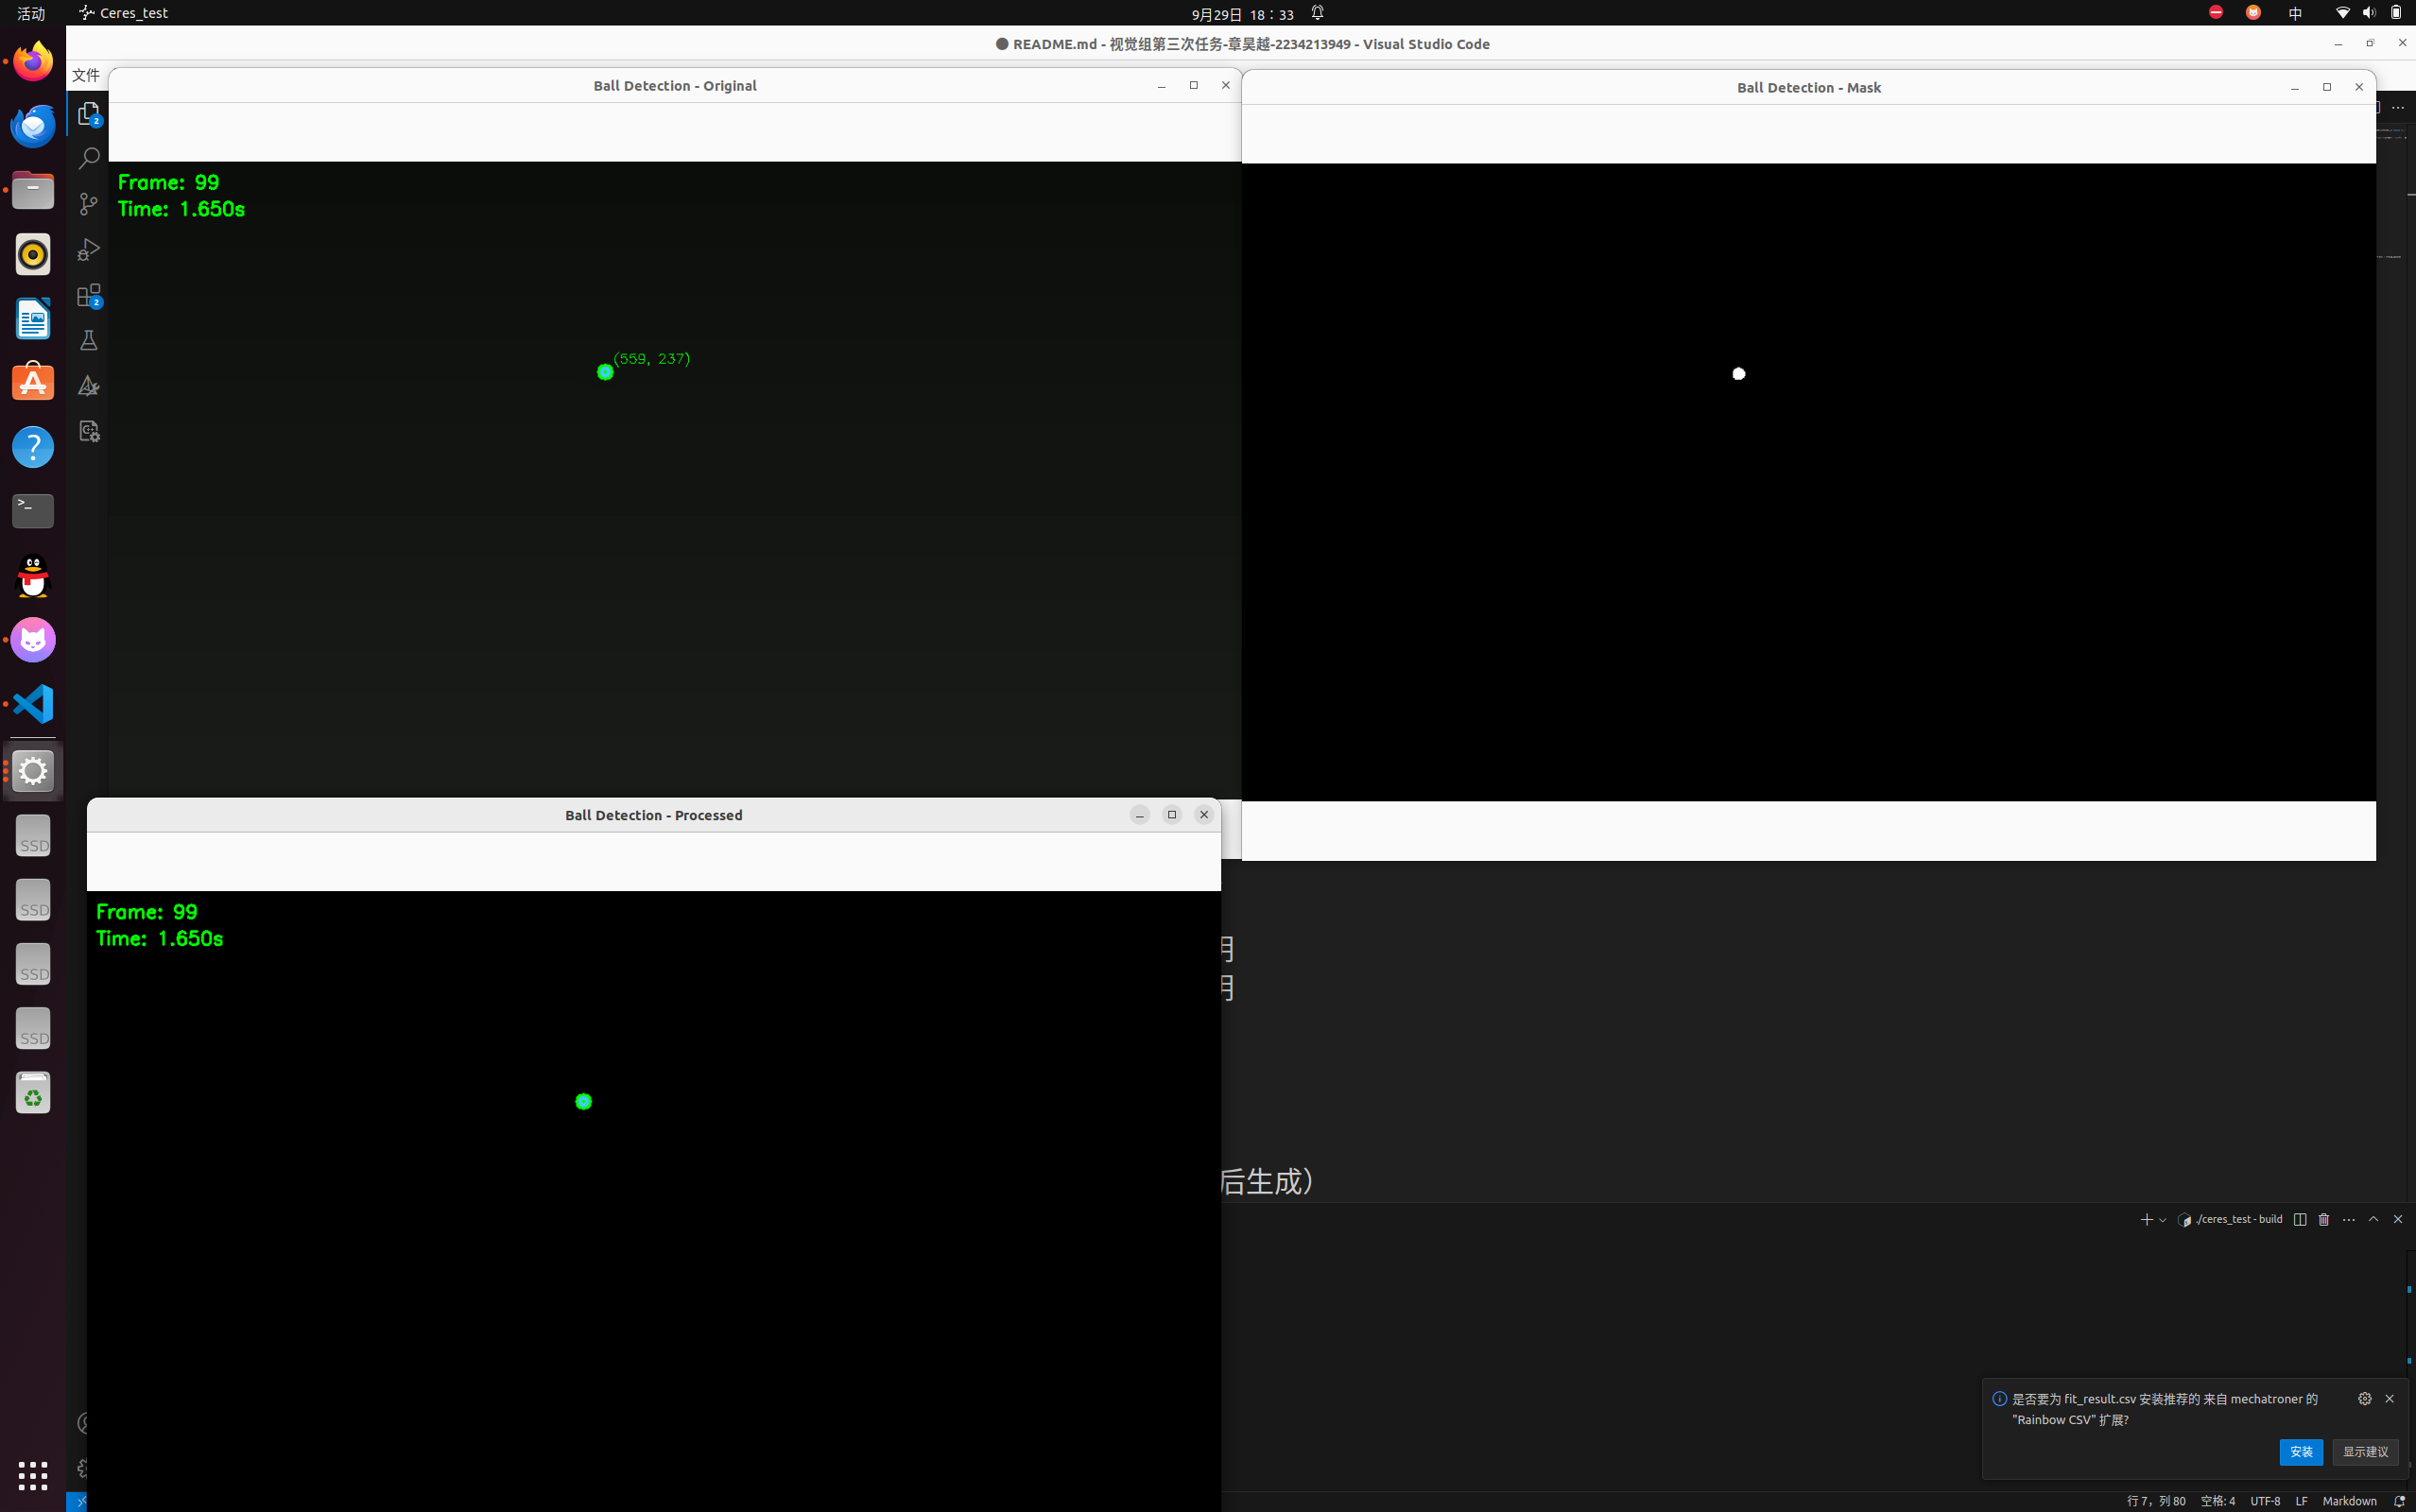 活动
Ceres_test
9月29日 18：33
中
● README.md - 视觉组第三次任务-章昊越-2234213949 - Visual Studio Code
文件
Ball Detection - Original
Ball Detection - Mask
2
Frame: 99
Time: 1.650s
2
(559, 237)
Ball Detection - Processed
SSD
SSD
SSD
SSD
Frame: 99
Time: 1.650s
后生成）
./ceres_test - build
是否要为 fit_result.csv 安装推荐的 来自 mechatroner 的
"Rainbow CSV" 扩展?
安装
显示建议
行 7，列 80
空格: 4
UTF-8
LF
Markdown